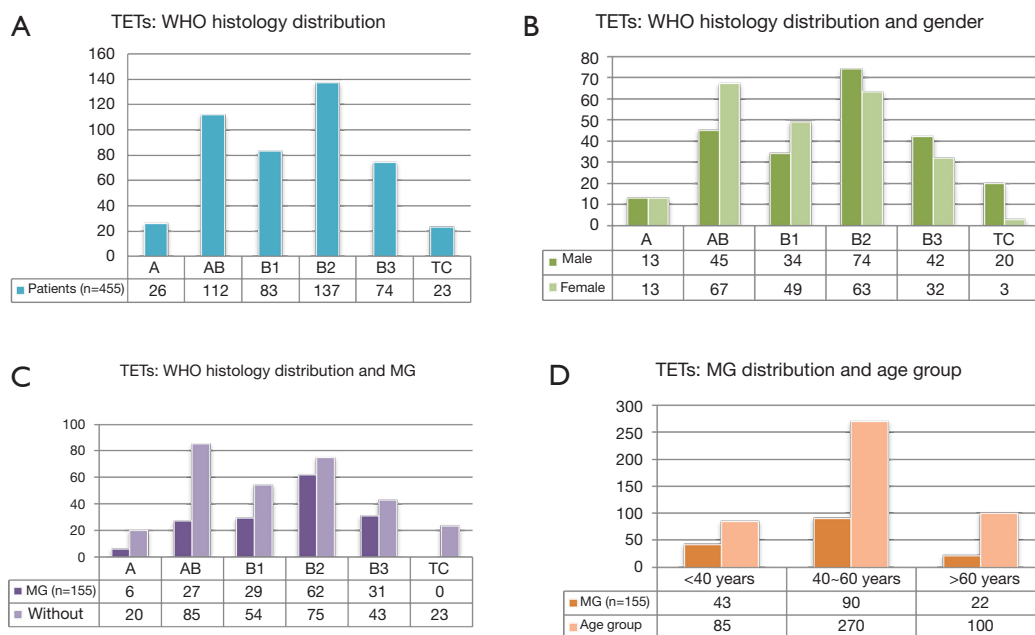 A
TETs: WHO histology distribution
160
140
120
100
80
60
40
20
0
A AB B1 B2 B3 TC
Patients (n=455) 26 112 83 137 74 23
B
TETs: WHO histology distribution and gender
80
70
60
50
40
30
20
10
0
A AB B1 B2 B3 TC
Male 13 45 34 74 42 20
Female 13 67 49 63 32 3
C
TETs: WHO histology distribution and MG
100
80
60
40
20
0
A AB B1 B2 B3 TC
MG (n=155) 6 27 29 62 31 0
Without 20 85 54 75 43 23
D
TETs: MG distribution and age group
300
250
200
150
100
50
0
<40 years 40~60 years >60 years
MG (n=155) 43 90 22
Age group 85 270 100